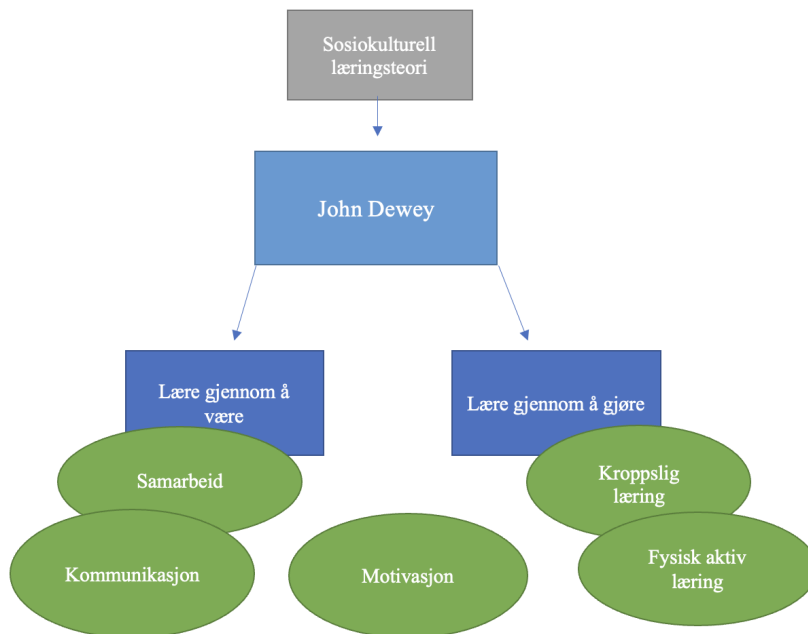 Sosiokulturell
læringsteori
John Dewey
Lære gjennom å
være
Lære gjennom å gjøre
Samarbeid
Kroppslig
læring
Kommunikasjon
Motivasjon
Fysisk aktiv
læring